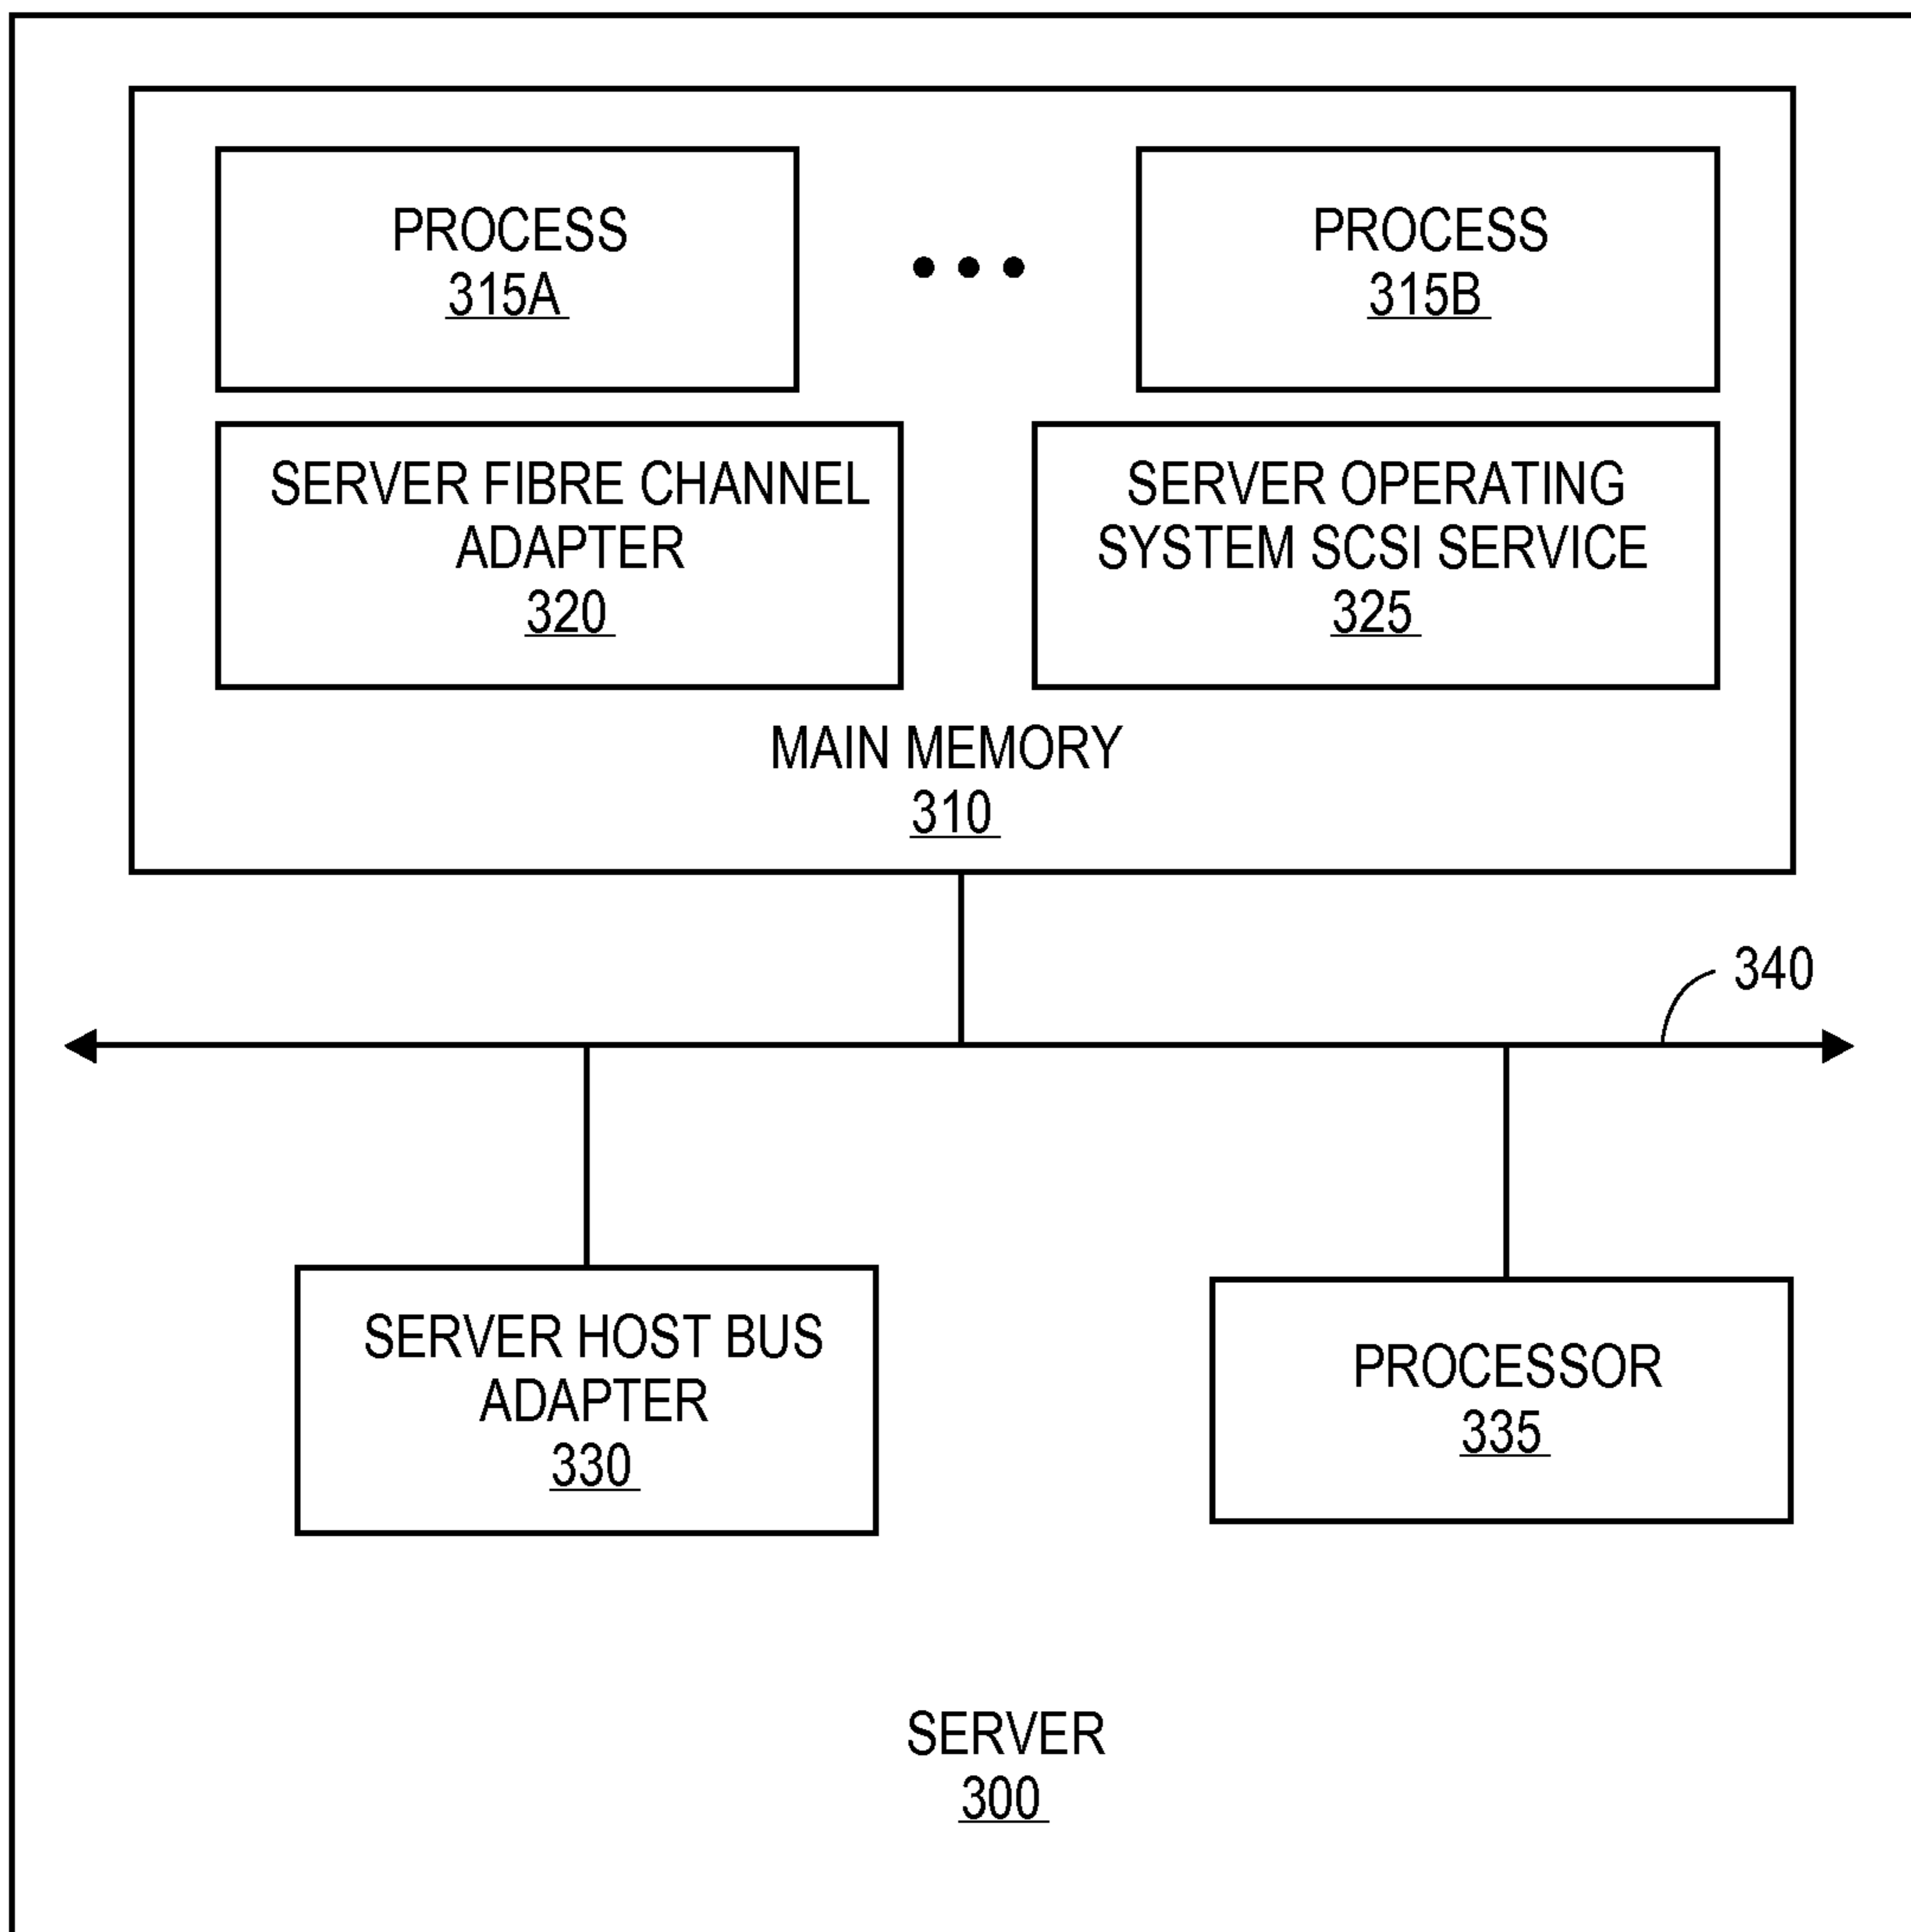 PROCESS
315A
PROCESS
315B
SERVER FIBRE CHANNEL
ADAPTER
320
SERVER OPERATING
SYSTEM SCSI SERVICE
325
MAIN MEMORY
310
340
SERVER HOST BUS
ADAPTER
330
PROCESSOR
335
SERVER
300